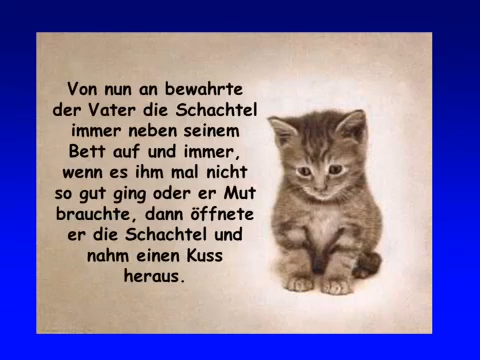 Von nun an bewahrte
der Vater die Schachtel
immer neben seinem
Bett auf und immer,
wenn es ihm mal nicht
so gut ging oder er Mut
brauchte, dann öffnete
er die Schachtel und
nahm einen Kuss
heraus.